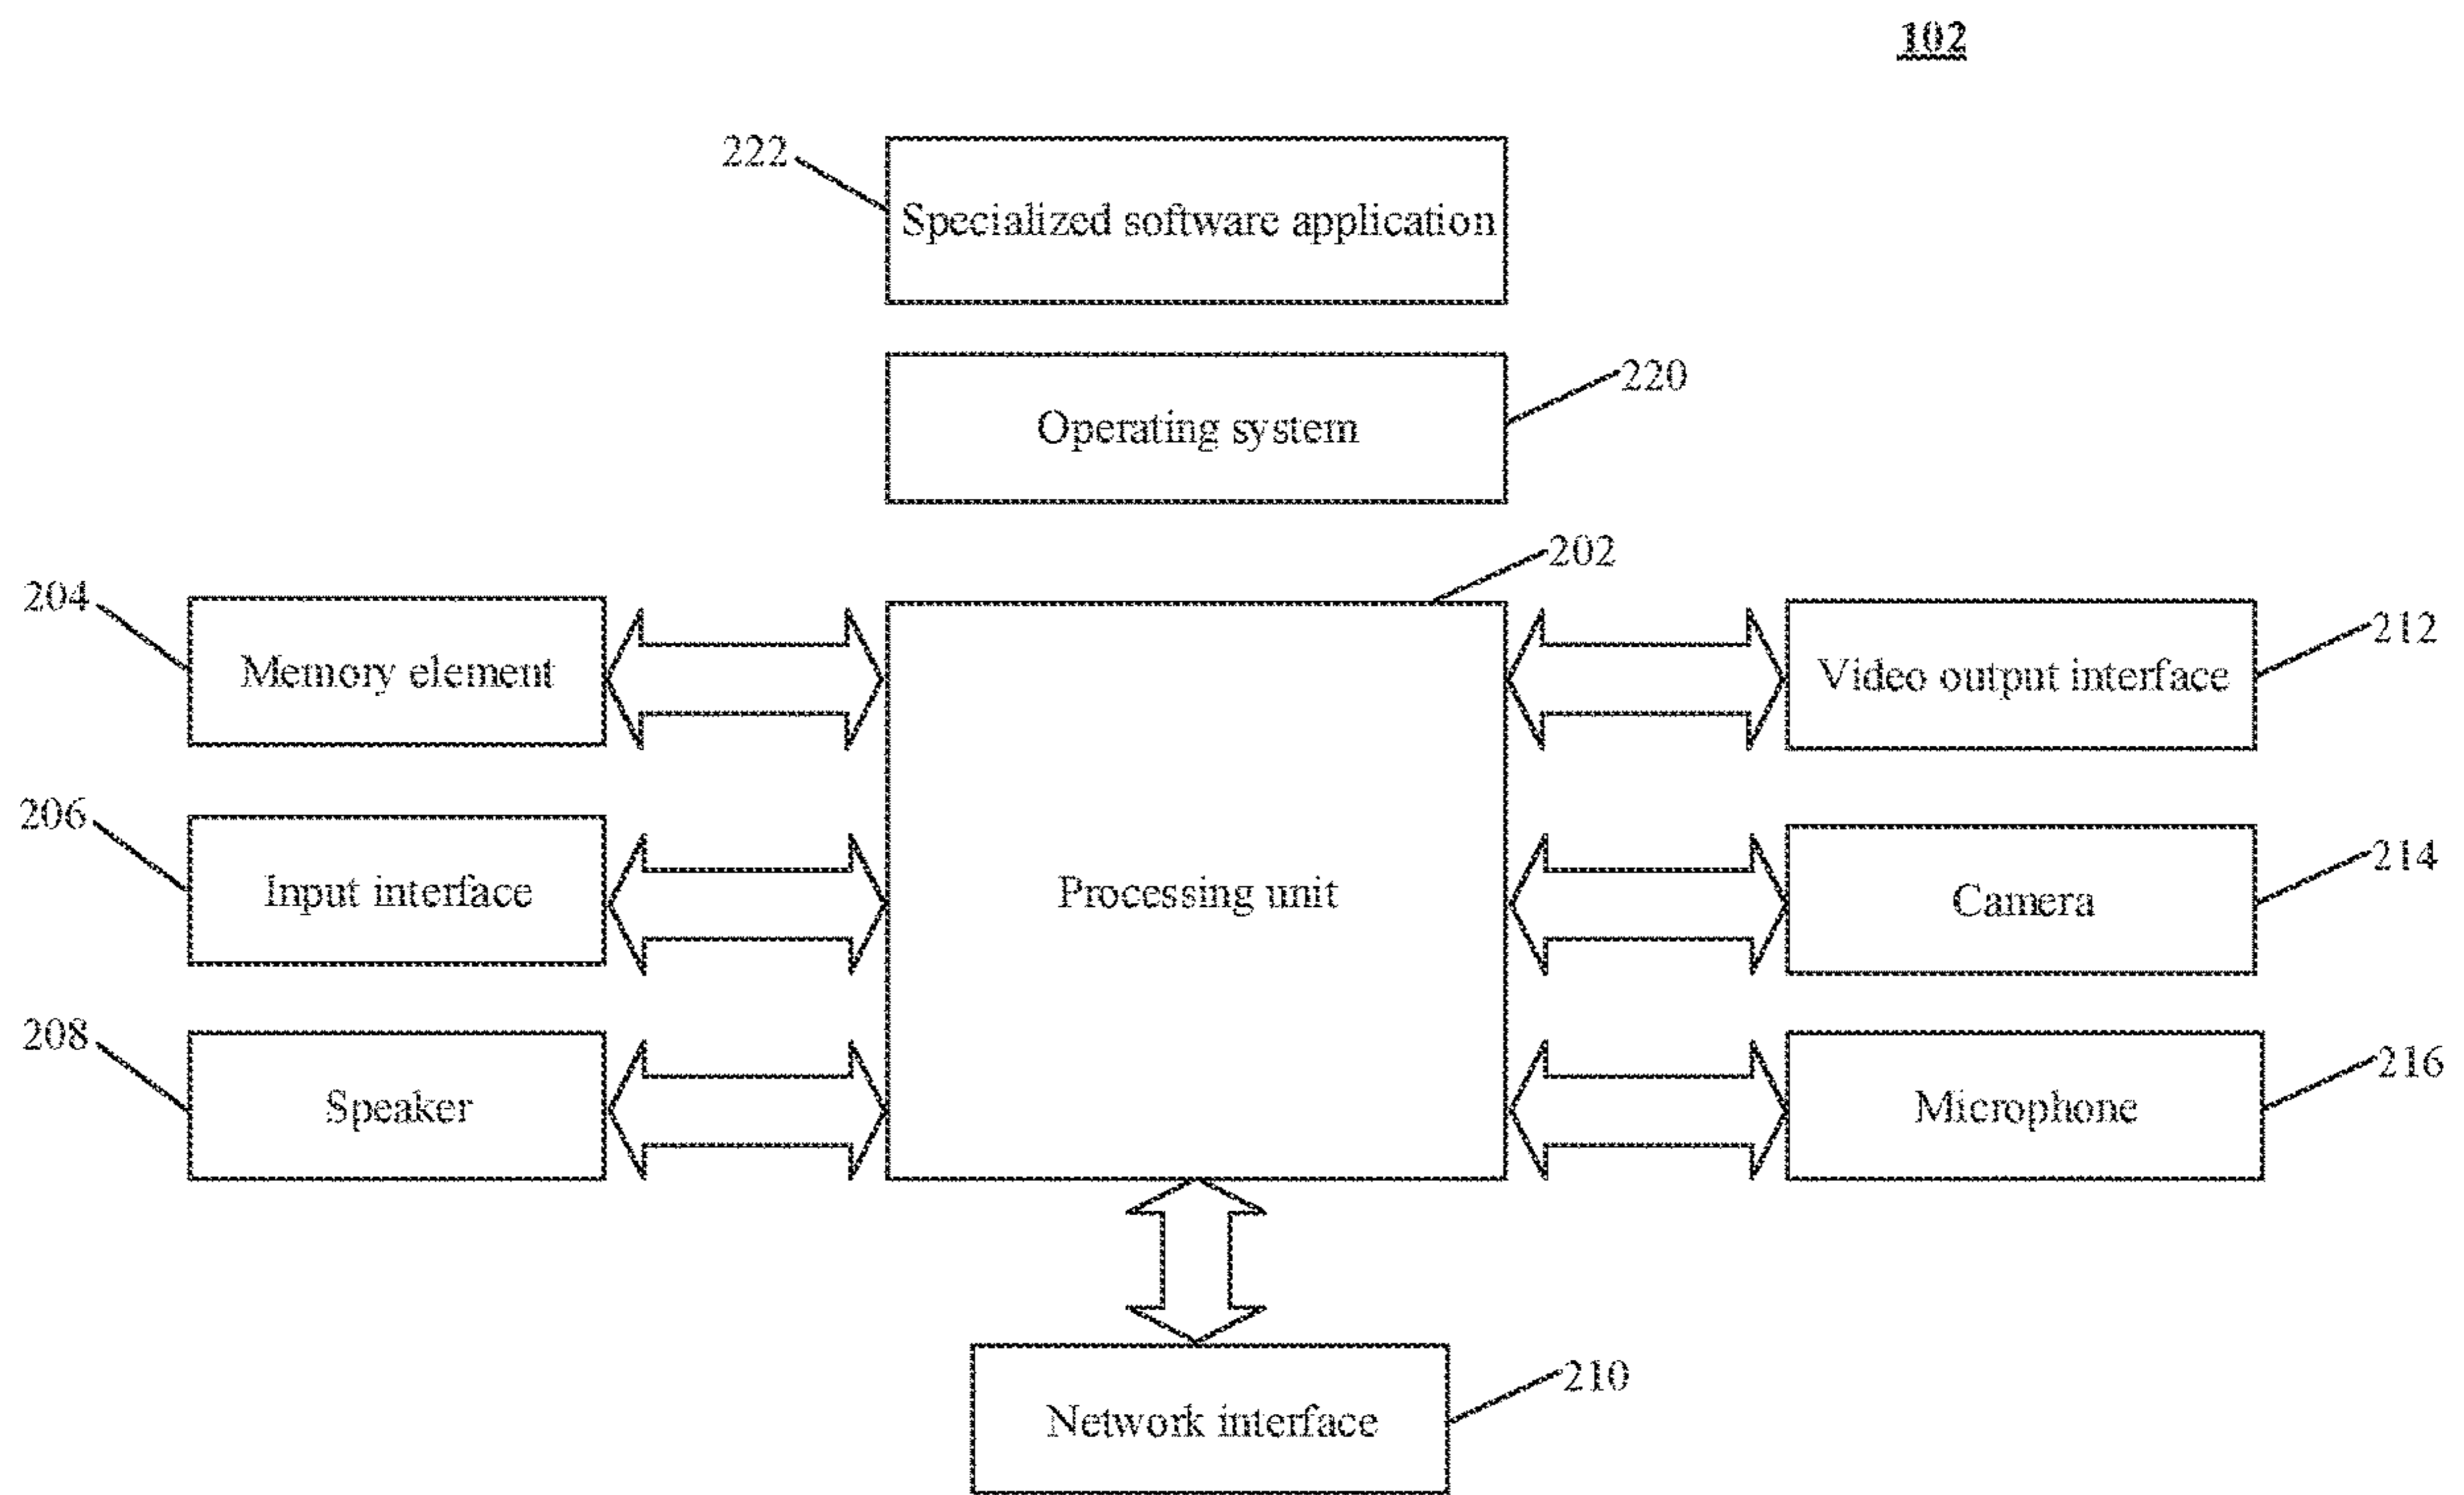 102
222
Specialized software application
220
Operating system
202
204
Memory element
212
Video output interface
206
Input interface
Processing unit
214
Camera
208
Speaker
216
Microphone
210
Network interface